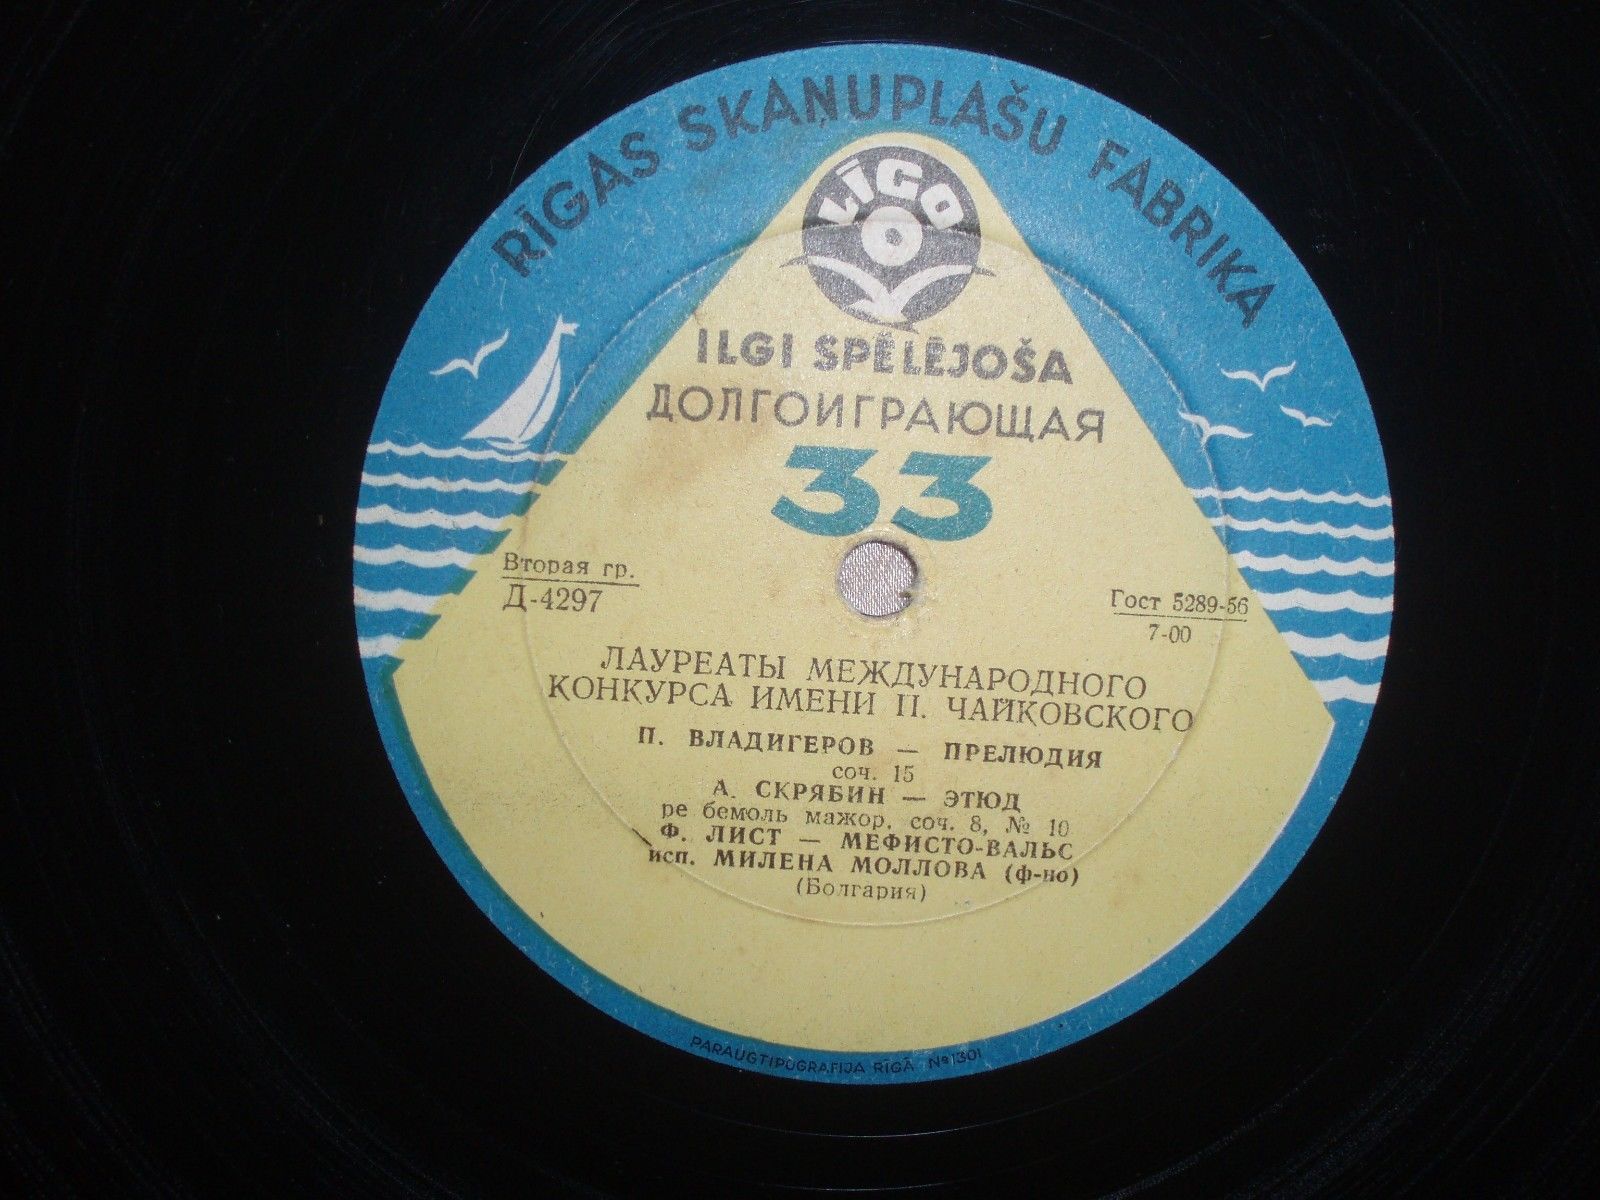 RĪGAS SKAŅUPLAŠU FABRIKA
LĪGO
ILGI SPĒLĒJOŠA
ДОЛГОИГРАЮЩАЯ
33
Вторая гр.
Д-4297
Гост 5289-56
7-00
ЛАУРЕАТЫ МЕЖДУНАРОДНОГО
КОНКУРСА ИМЕНИ П. ЧАЙКОВСКОГО
П. ВЛАДИГЕРОВ — ПРЕЛЮДИЯ
соч. 15
А. СКРЯБИН — ЭТЮД
ре бемоль мажор, соч. 8, № 10
Ф. ЛИСТ — МЕФИСТО-ВАЛЬС
исп. МИЛЕНА МОЛЛОВА (ф-но)
(Болгария)
PARAUGTIPOGRAFIJA RĪGĀ №1301